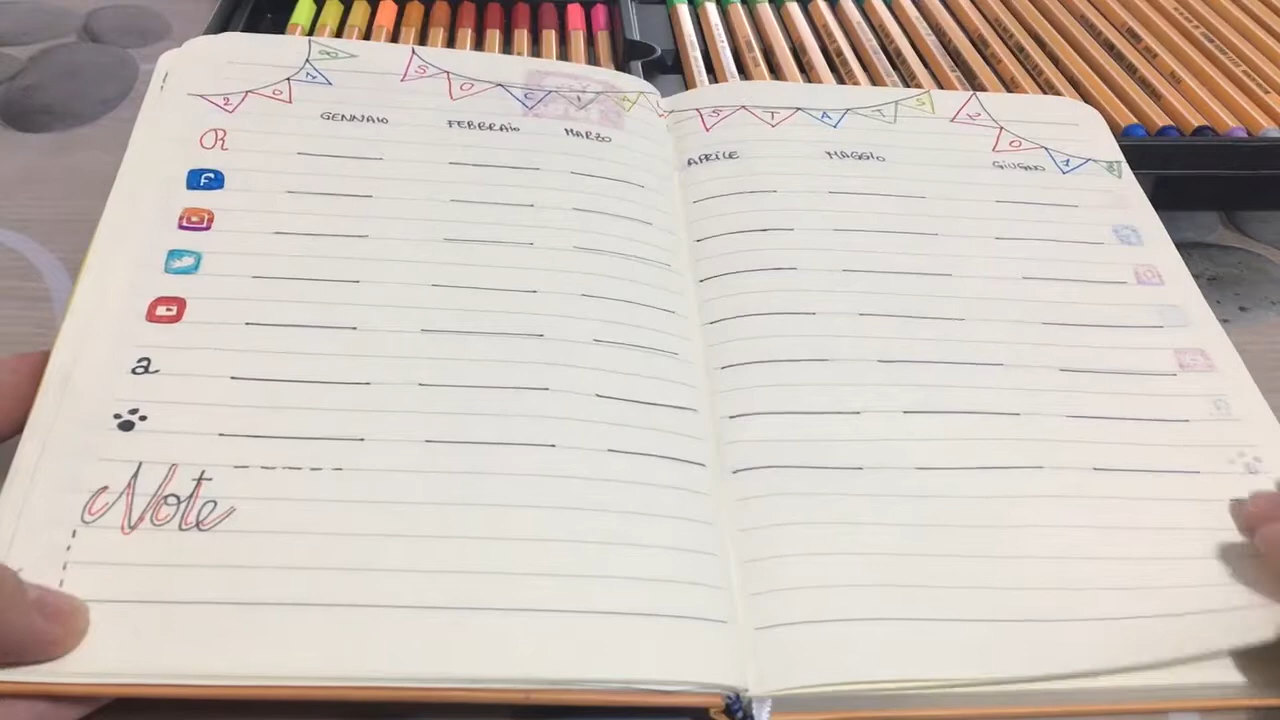 2018 SOCIAL STATS 2018
GENNAIO FEBBRAIO MARZO APRILE MAGGIO GIUGNO
R
f
a
Note